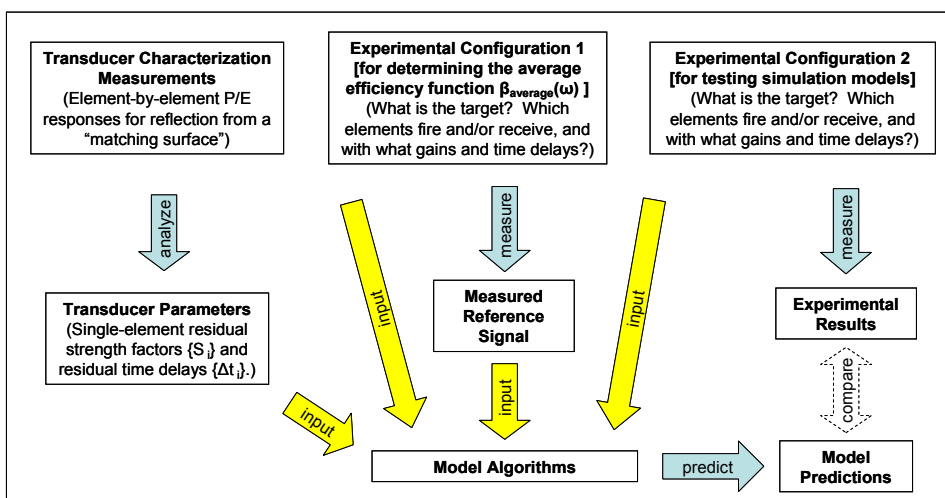 Transducer Characterization
Measurements
(Element-by-element P/E
responses for reflection from a
“matching surface”)
Experimental Configuration 1
[for determining the average
efficiency function βaverage(ω) ]
(What is the target? Which
elements fire and/or receive, and
with what gains and time delays?)
Experimental Configuration 2
[for testing simulation models]
(What is the target? Which
elements fire and/or receive, and
with what gains and time delays?)
analyze
measure
measure
input
input
Transducer Parameters
(Single-element residual
strength factors {S i} and
residual time delays {Δt i}.)
Measured
Reference
Signal
Experimental
Results
input
input
compare
Model Algorithms
predict
Model
Predictions